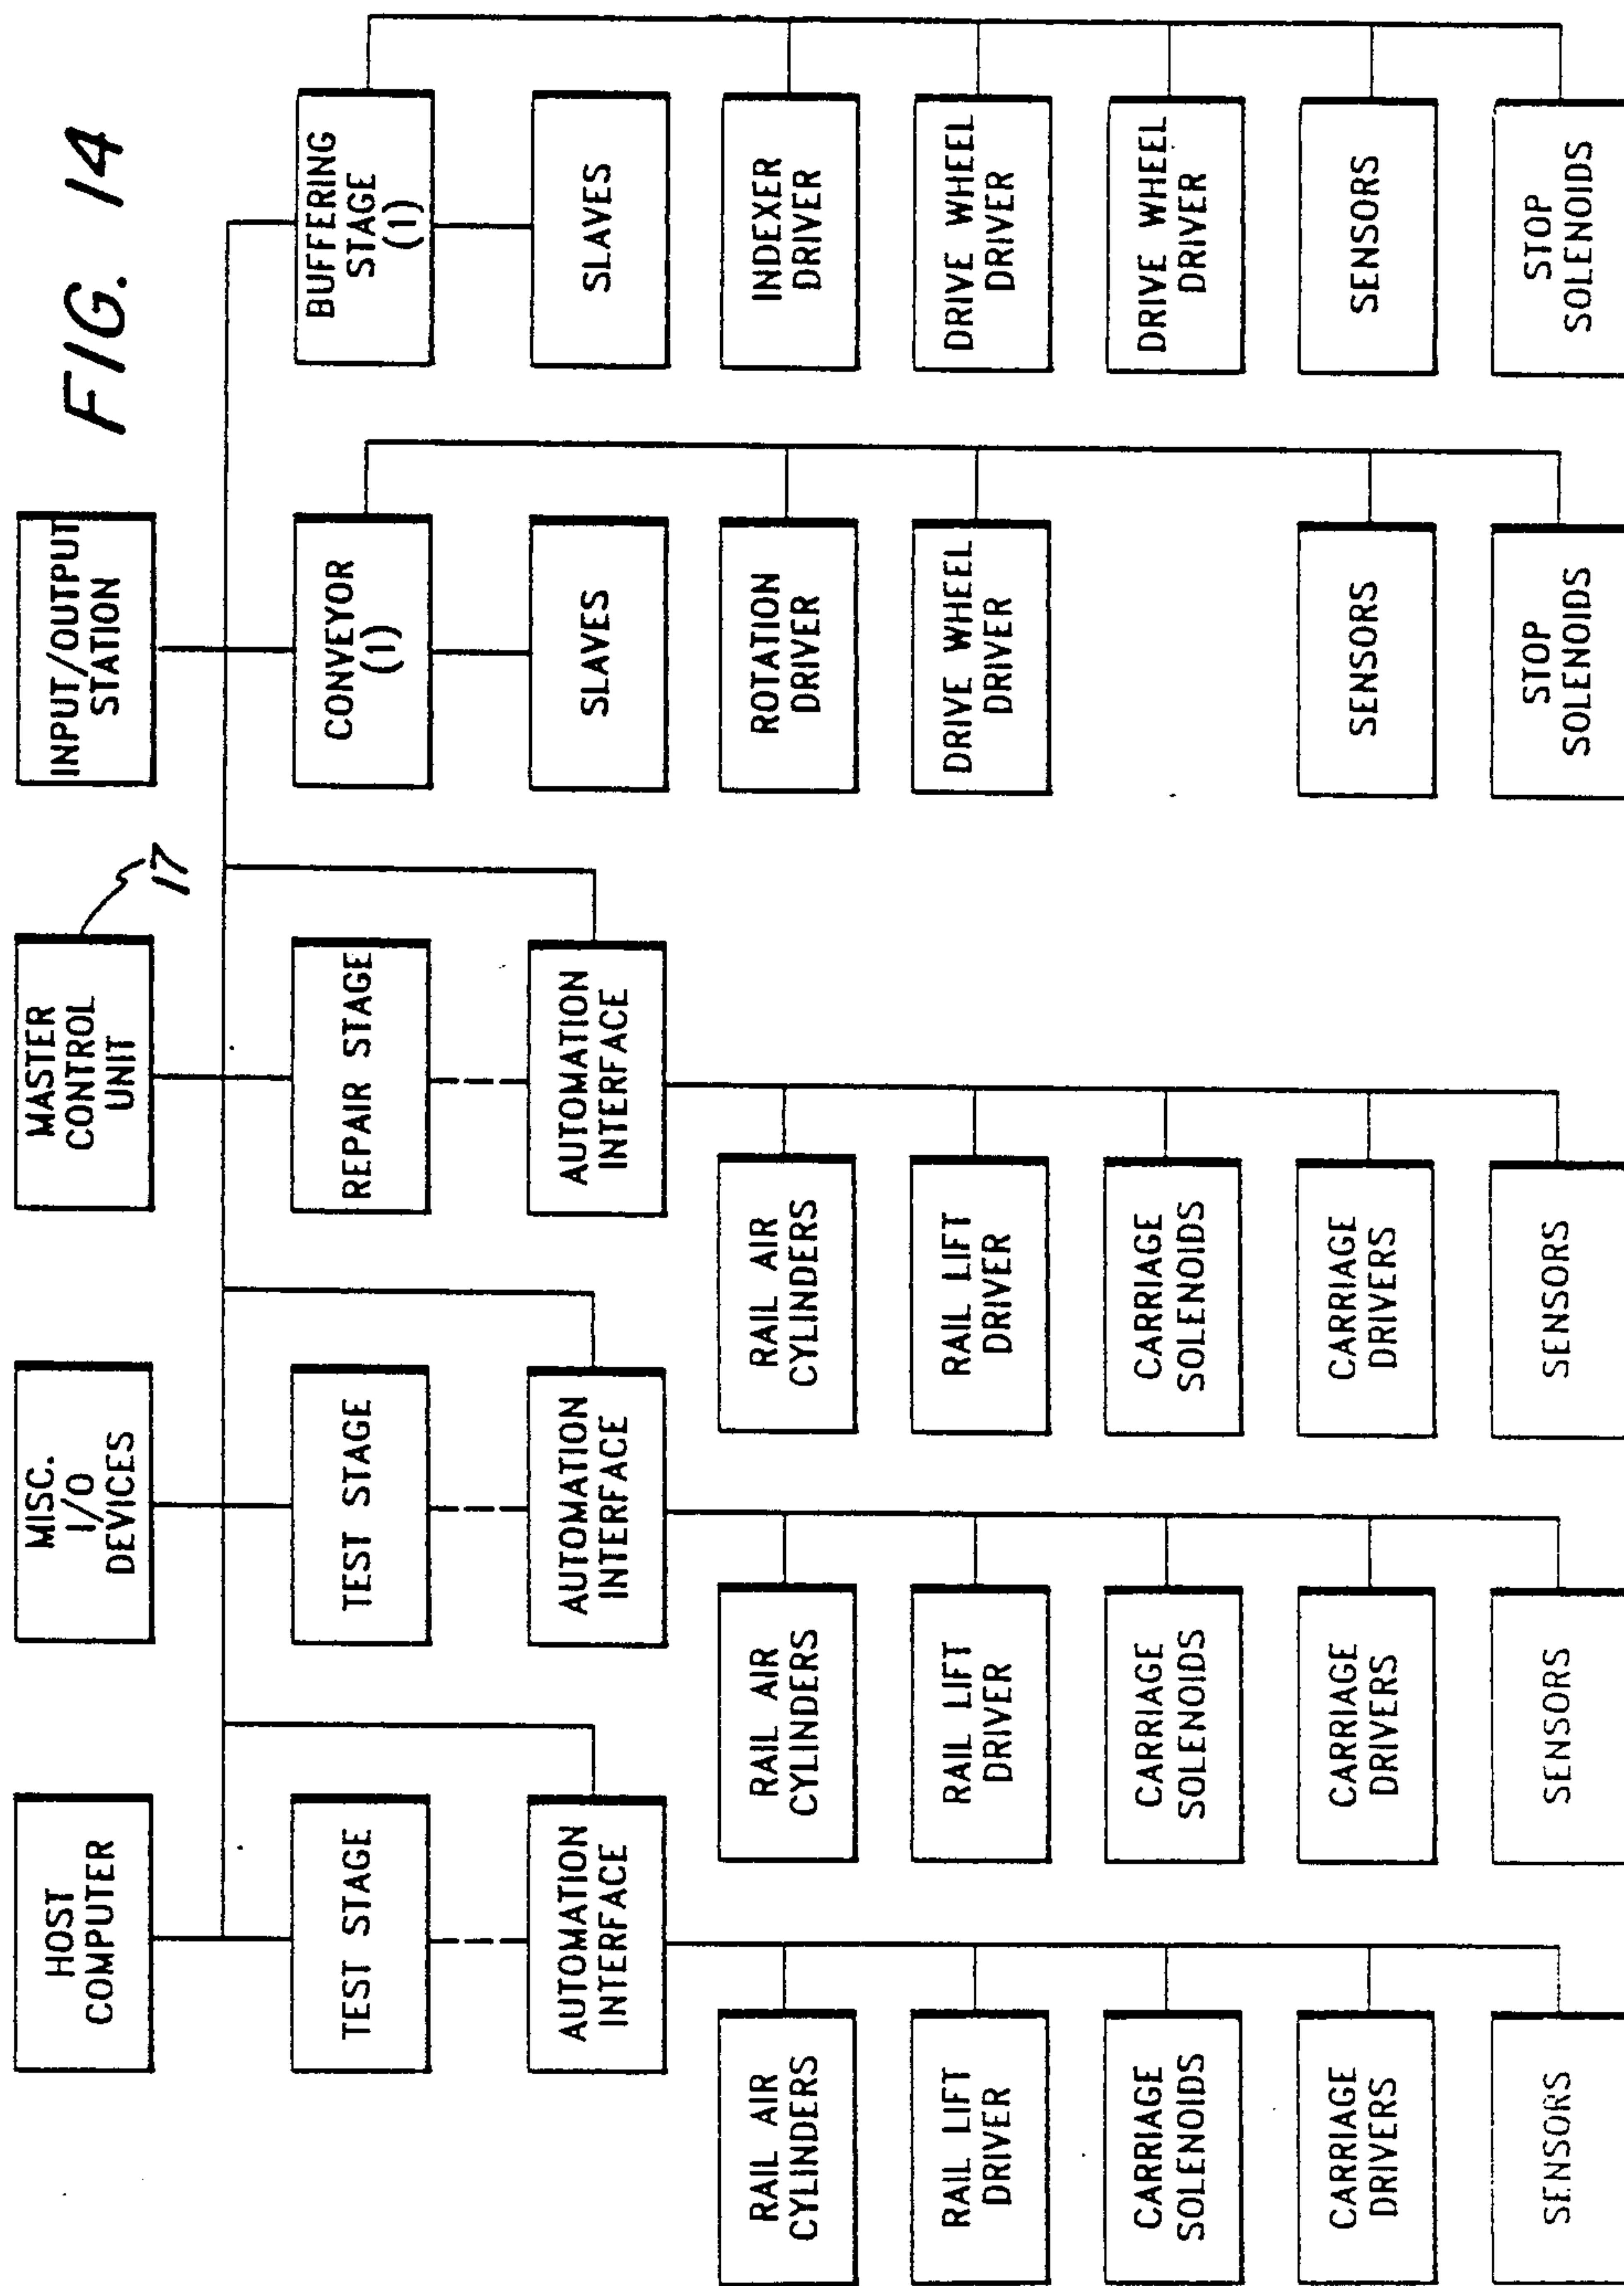 FIG. 14
HOST
COMPUTER
MISC.
I/O
DEVICES
MASTER
CONTROL
UNIT
17
INPUT/OUTPUT
STATION
TEST STAGE
TEST STAGE
REPAIR STAGE
CONVEYOR
(1)
BUFFERING
STAGE
(1)
AUTOMATION
INTERFACE
AUTOMATION
INTERFACE
AUTOMATION
INTERFACE
SLAVES
SLAVES
RAIL AIR
CYLINDERS
RAIL AIR
CYLINDERS
RAIL AIR
CYLINDERS
ROTATION
DRIVER
INDEXER
DRIVER
RAIL LIFT
DRIVER
RAIL LIFT
DRIVER
RAIL LIFT
DRIVER
DRIVE WHEEL
DRIVER
DRIVE WHEEL
DRIVER
CARRIAGE
SOLENOIDS
CARRIAGE
SOLENOIDS
CARRIAGE
SOLENOIDS
DRIVE WHEEL
DRIVER
CARRIAGE
DRIVERS
CARRIAGE
DRIVERS
CARRIAGE
DRIVERS
SENSORS
SENSORS
SENSORS
SENSORS
SENSORS
STOP
SOLENOIDS
STOP
SOLENOIDS